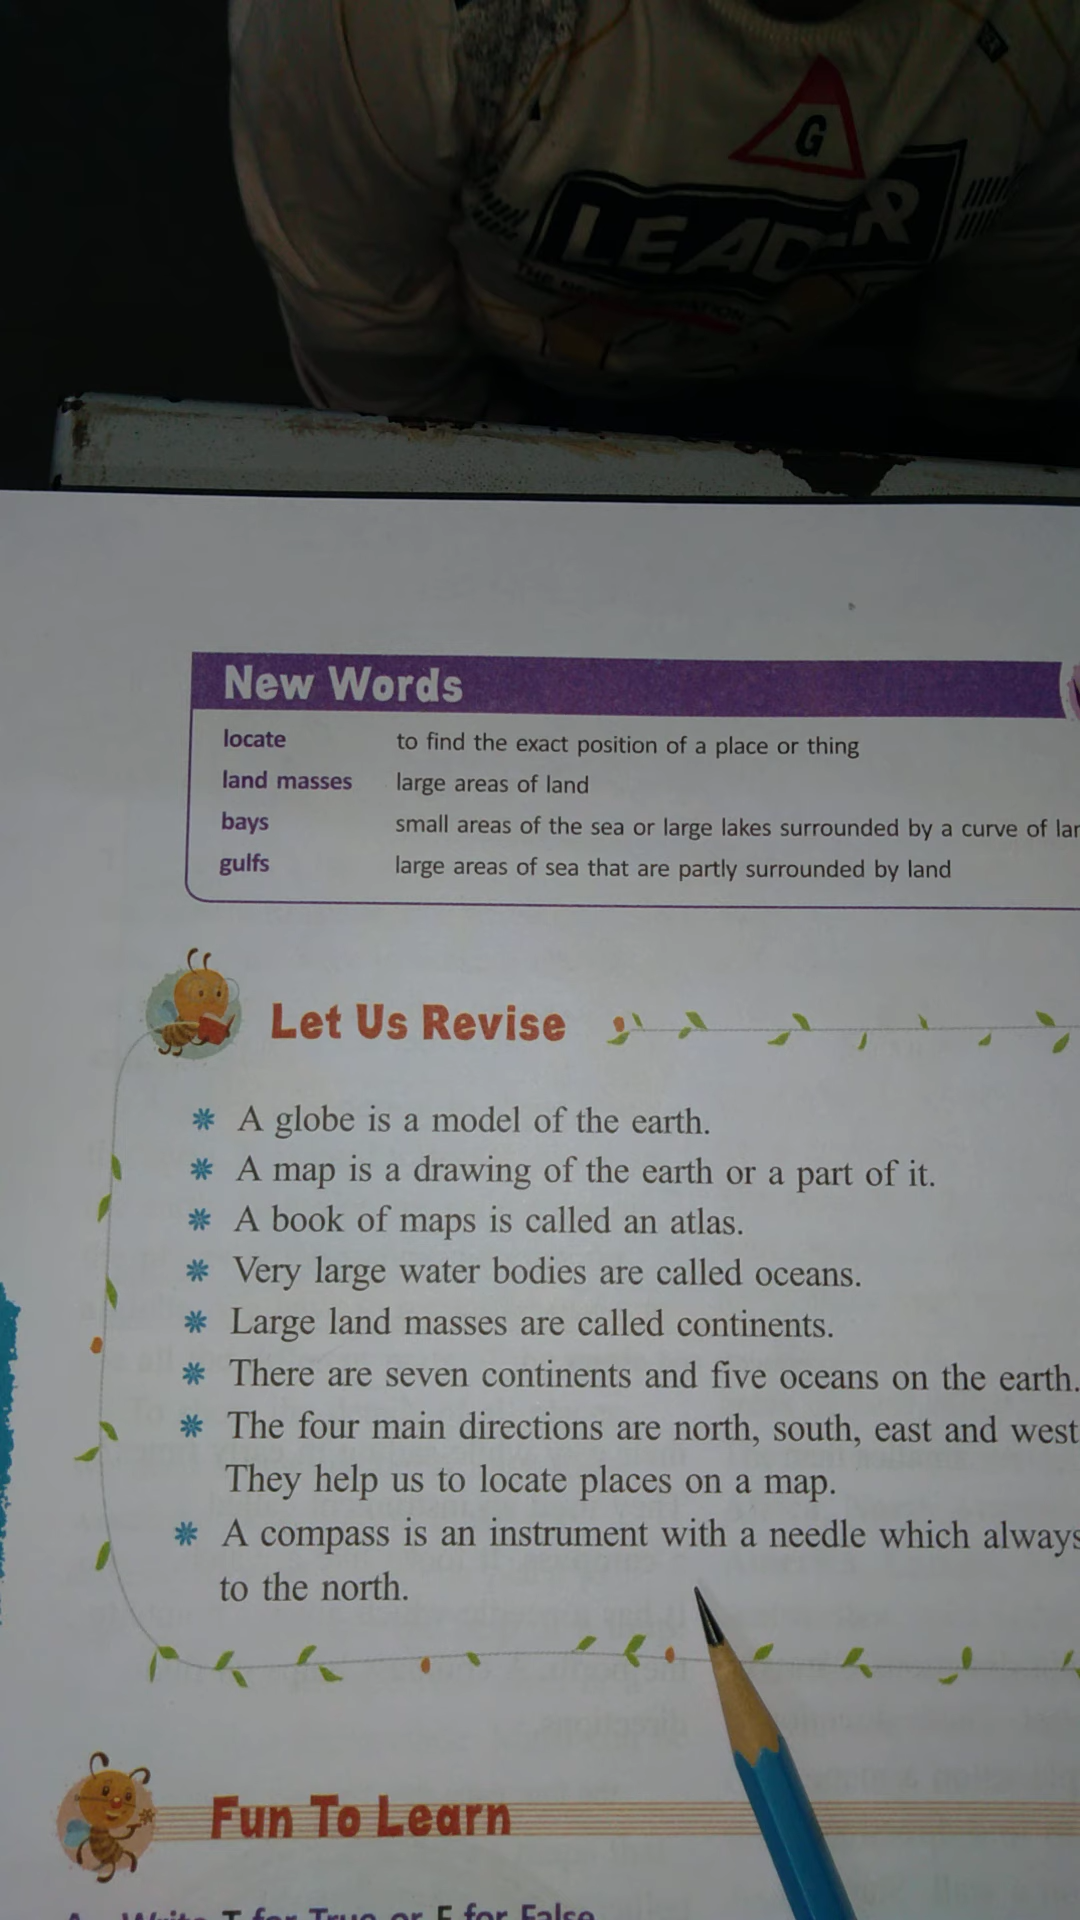 G
LEADER
New Words
locate to find the exact position of a place or thing
land masses large areas of land
bays small areas of the sea or large lakes surrounded by a curve of
gulfs large areas of sea that are partly surrounded by land
Let Us Revise
A globe is a model of the earth.
A map is a drawing of the earth or a part of it.
A book of maps is called an atlas.
Very large water bodies are called oceans.
Large land masses are called continents.
There are seven continents and five oceans on the earth.
The four main directions are north, south, east and west
They help us to locate places on a map.
A compass is an instrument with a needle which always
to the north.
Fun To Learn
A. Write T for True or F for False